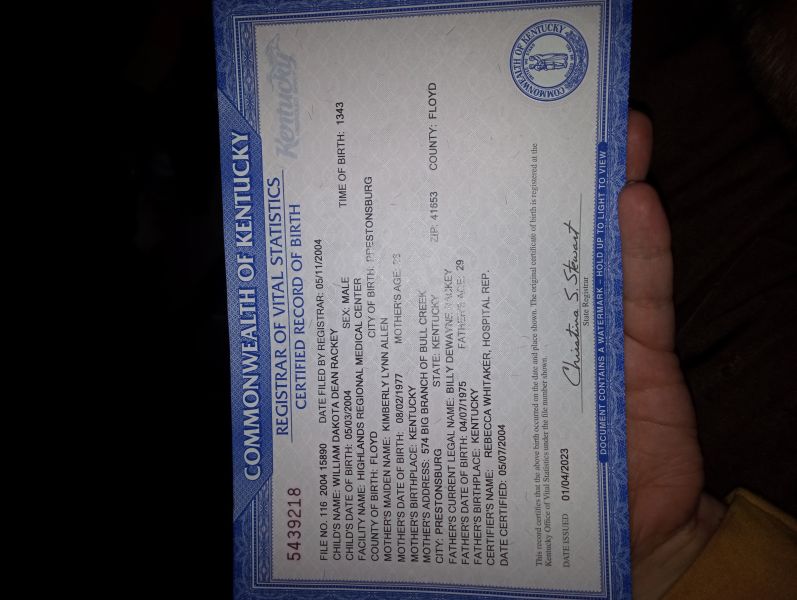 COMMONWEALTH OF KENTUCKY
Kentucky
REGISTRAR OF VITAL STATISTICS
CERTIFIED RECORD OF BIRTH
5439218
FILE NO. 116 2004 15890 DATE FILED BY REGISTRAR: 05/11/2004
CHILD'S NAME: WILLIAM DAKOTA DEAN RACKEY
CHILD'S DATE OF BIRTH: 05/03/2004 SEX: MALE TIME OF BIRTH: 1343
FACILITY NAME: HIGHLANDS REGIONAL MEDICAL CENTER
COUNTY OF BIRTH: FLOYD CITY OF BIRTH: PRESTONSBURG
MOTHER'S MAIDEN NAME: KIMBERLY LYNN ALLEN
MOTHER'S DATE OF BIRTH: 08/02/1977 MOTHER'S AGE:
MOTHER'S BIRTHPLACE: KENTUCKY
MOTHER'S ADDRESS: 574 BIG BRANCH OF BULL CREEK
CITY: PRESTONSBURG STATE: KENTUCKY ZIP: 41653 COUNTY: FLOYD
FATHER'S CURRENT LEGAL NAME: BILLY DEWAYNE RACKEY
FATHER'S DATE OF BIRTH: 04/07/1975 FATHER'S AGE: 29
FATHER'S BIRTHPLACE: KENTUCKY
CERTIFIER'S NAME: REBECCA WHITAKER, HOSPITAL REP.
DATE CERTIFIED: 05/07/2004
This record certifies that the above birth occurred on the date and place shown. The original certificate of birth is registered at the
Kentucky Office of Vital Statistics under the file number shown.
DATE ISSUED 01/04/2023
Christina S. Stewart
State Registrar
DOCUMENT CONTAINS A WATERMARK – HOLD UP TO LIGHT TO VIEW
COMMONWEALTH OF KENTUCKY